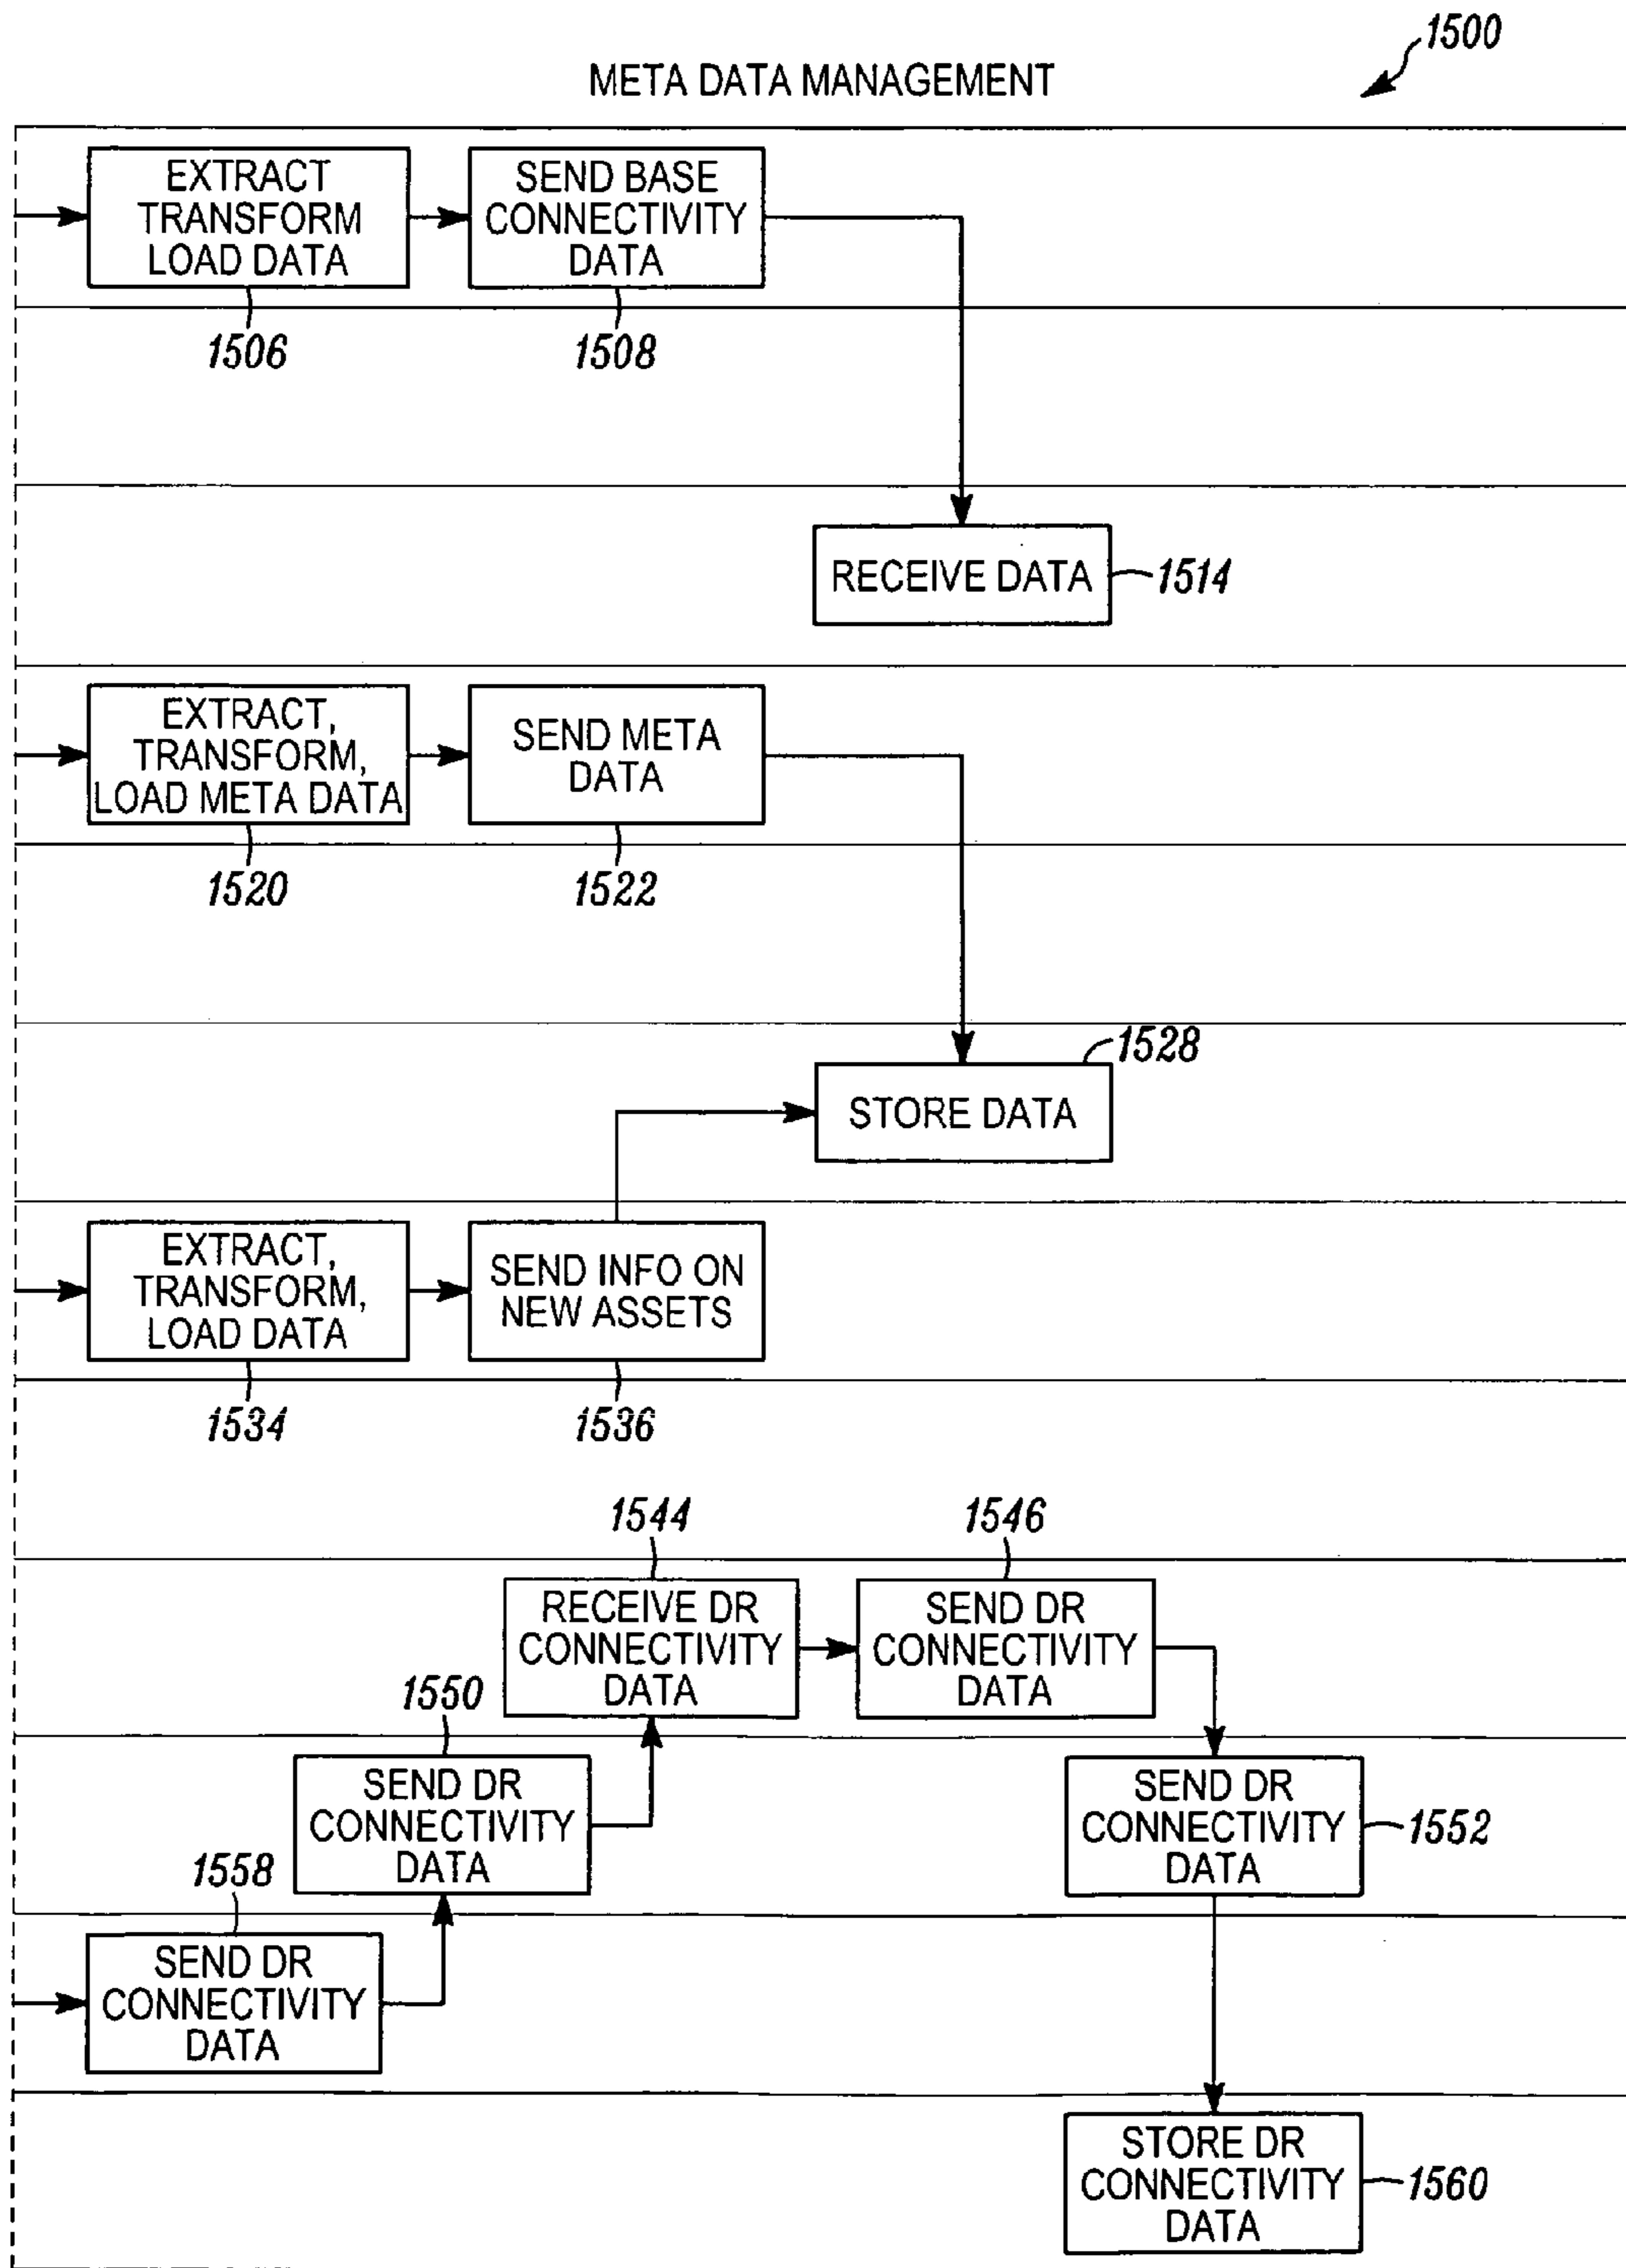 1500
META DATA MANAGEMENT
EXTRACT
TRANSFORM
LOAD DATA
1506
SEND BASE
CONNECTIVITY
DATA
1508
RECEIVE DATA
1514
EXTRACT,
TRANSFORM,
LOAD META DATA
1520
SEND META
DATA
1522
1528
STORE DATA
EXTRACT,
TRANSFORM,
LOAD DATA
1534
SEND INFO ON
NEW ASSETS
1536
1544
RECEIVE DR
CONNECTIVITY
DATA
1546
SEND DR
CONNECTIVITY
DATA
1550
SEND DR
CONNECTIVITY
DATA
SEND DR
CONNECTIVITY
DATA
1552
1558
SEND DR
CONNECTIVITY
DATA
STORE DR
CONNECTIVITY
DATA
1560